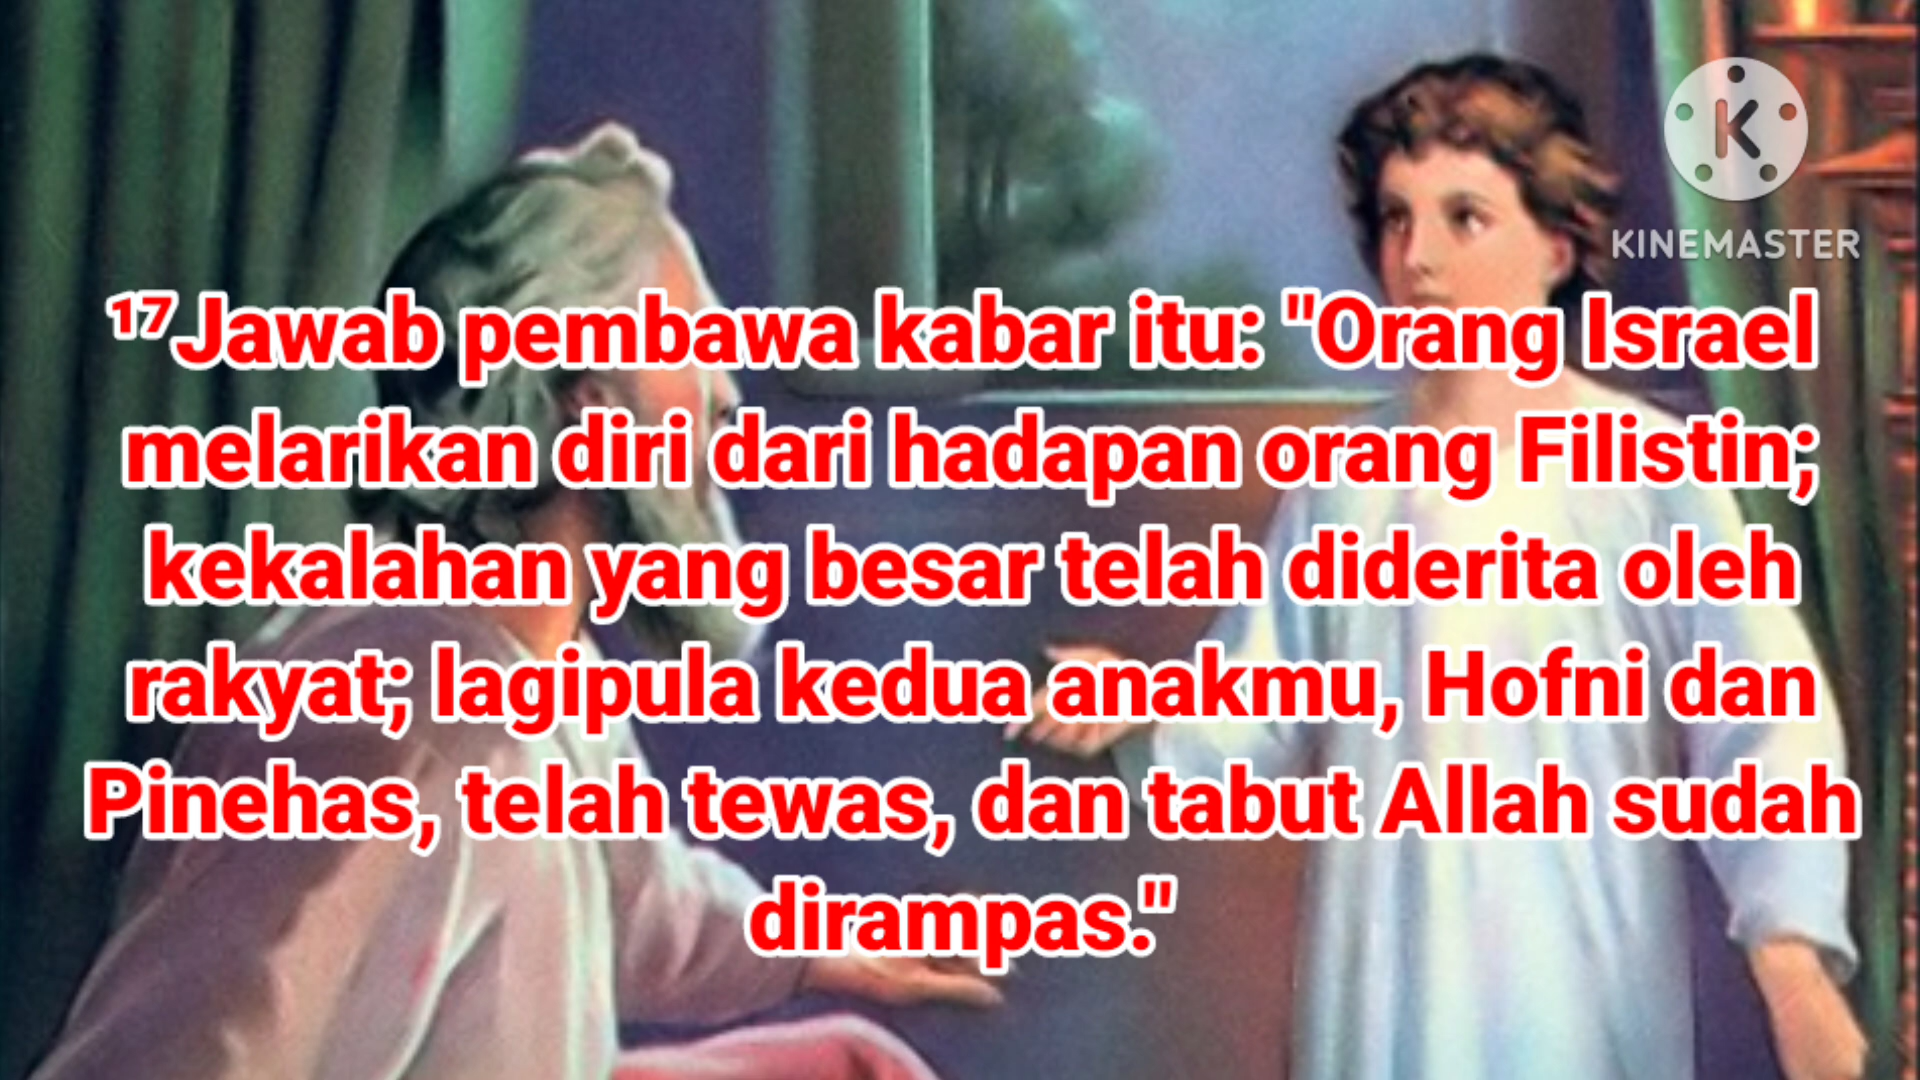 K
KINEMASTER
¹⁷Jawab pembawa kabar itu: "Orang Israel
melarikan diri dari hadapan orang Filistin;
kekalahan yang besar telah diderita oleh
rakyat; lagipula kedua anakmu, Hofni dan
Pinehas, telah tewas, dan tabut Allah sudah
dirampas."